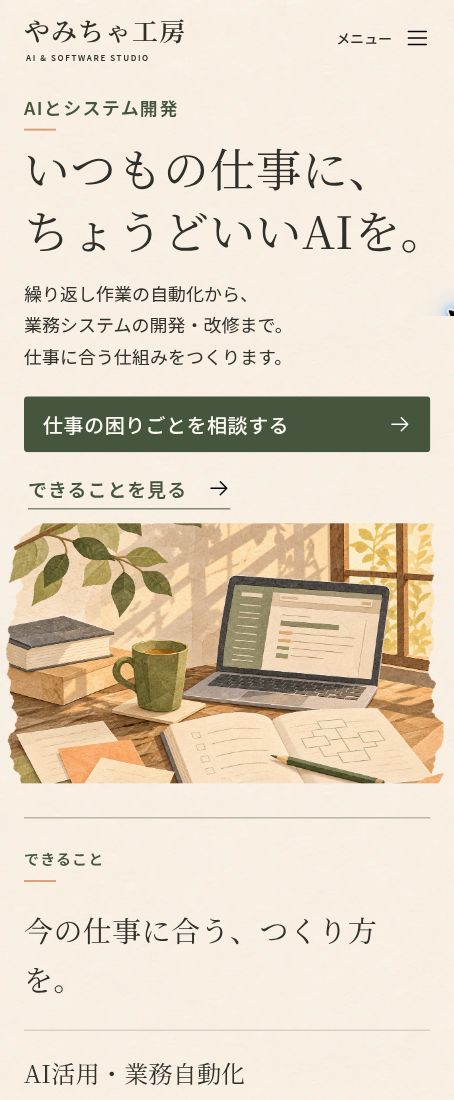 やみちゃ工房
AI & SOFTWARE STUDIO
メニュー
AIとシステム開発
いつもの仕事に、
ちょうどいいAIを。
繰り返し作業の自動化から、
業務システムの開発・改修まで。
仕事に合う仕組みをつくります。
仕事の困りごとを相談する
できることを見る
できること
今の仕事に合う、つくり方
を。
AI活用・業務自動化